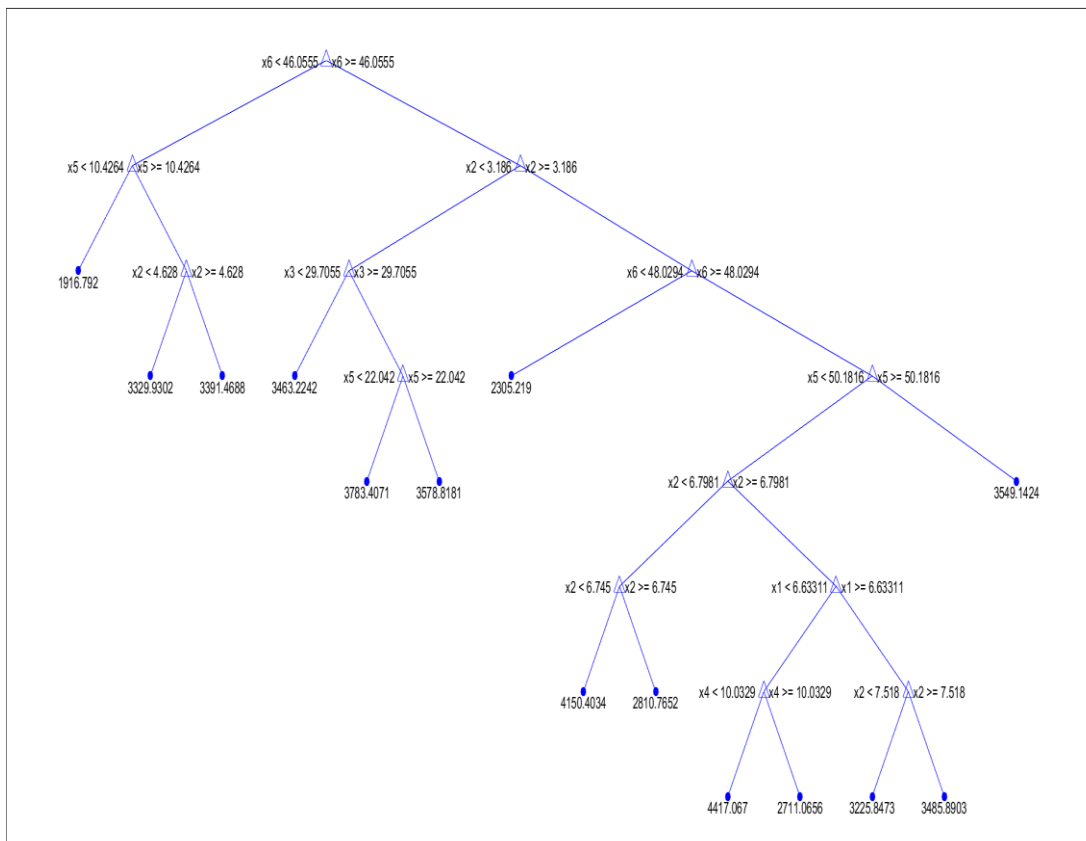 x6 < 46.0555 x6 >= 46.0555
x5 < 10.4264 x5 >= 10.4264
x2 < 3.186 x2 >= 3.186
1916.792
x2 < 4.628 x2 >= 4.628
x3 < 29.7055 x3 >= 29.7055
x6 < 48.0294 x6 >= 48.0294
3329.9302
3391.4688
3463.2242
x5 < 22.042 x5 >= 22.042
2305.219
x5 < 50.1816 x5 >= 50.1816
3783.4071
3578.8181
x2 < 6.7981 x2 >= 6.7981
3549.1424
x2 < 6.745 x2 >= 6.745
x1 < 6.63311 x1 >= 6.63311
4150.4034
2810.7652
x4 < 10.0329 x4 >= 10.0329
x2 < 7.518 x2 >= 7.518
4417.067
2711.0656
3225.8473
3485.8903